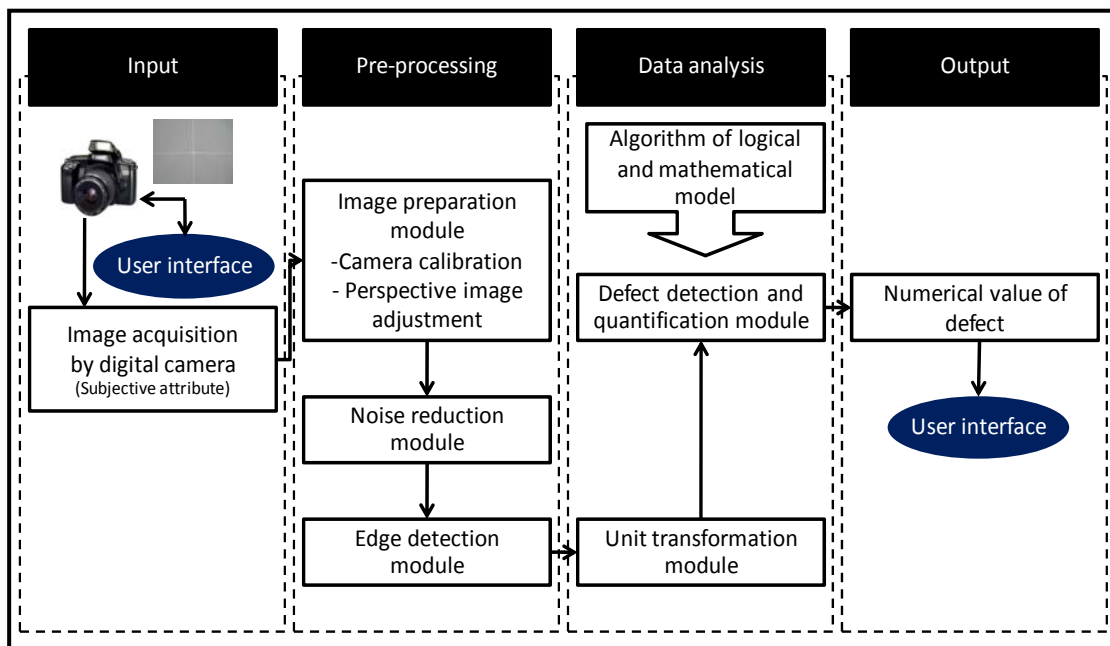 Input
Pre-processing
Data analysis
Output
User interface
Image acquisition
by digital camera
(Subjective attribute)
Image preparation
module
-Camera calibration
- Perspective image
adjustment
Noise reduction
module
Edge detection
module
Algorithm of logical
and mathematical
model
Defect detection and
quantification module
Unit transformation
module
Numerical value of
defect
User interface